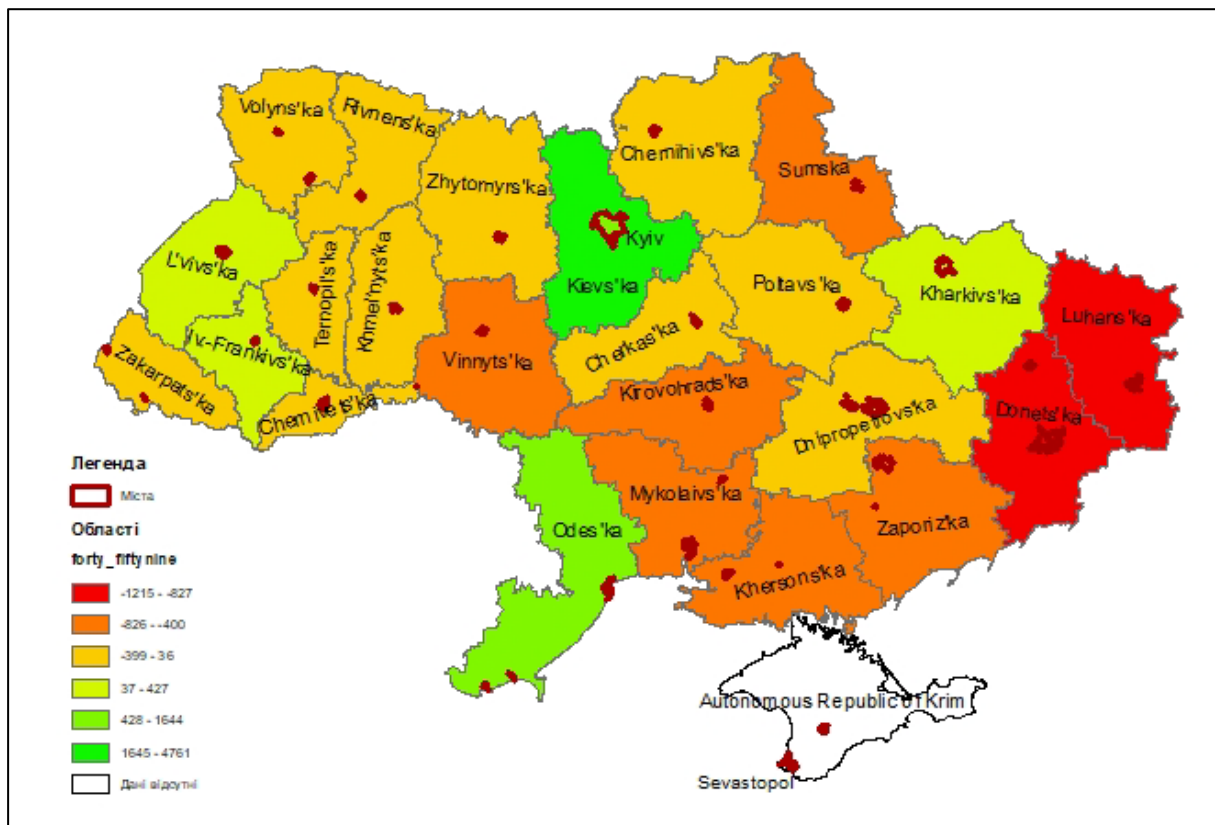 Volyns'ka
Rivnens'ka
Zhytomyrs'ka
Chernihivs'ka
Sumska
Kyiv
Kievs'ka
L'vivs'ka
Ternopil's'ka
Khmel'nyts'ka
Iv-Frankivs'ka
Zakarpats'ka
Chernivets'ka
Vinnyts'ka
Cherkas'ka
Poltavs'ka
Kharkivs'ka
Luhans'ka
Kirovohrads'ka
Dnipropetrovs'ka
Donets'ka
Odes'ka
Mykolaivs'ka
Zaporiz'ka
Khersons'ka
Autonomous Republic of Krim
Sevastopol
Легенда
Міста
Області
forty_fiftynine
-1215 - -827
-826 - -400
-399 - 36
37 - 427
428 - 1644
1645 - 4761
Дані відсутні